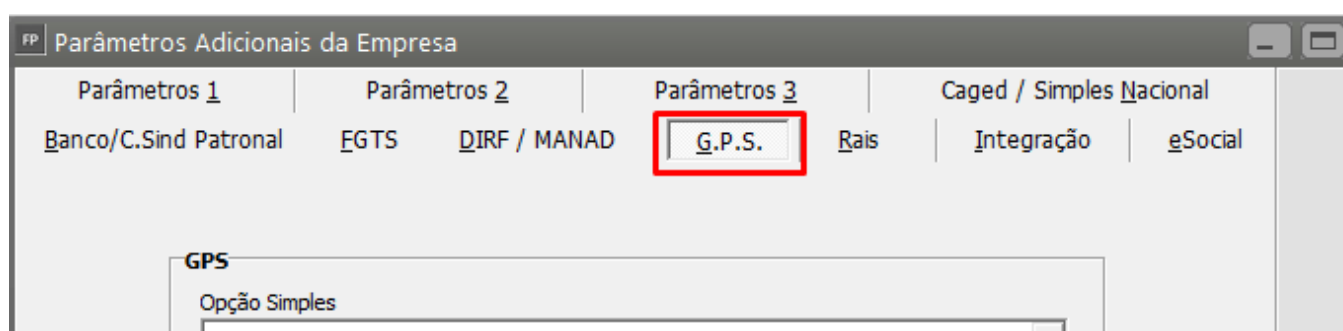 FP Parâmetros Adicionais da Empresa
Parâmetros 1 Parâmetros 2 Parâmetros 3 Caged / Simples Nacional
Banco/C.Sind Patronal FGTS DIRF / MANAD G.P.S. Rais Integração eSocial
GPS
Opção Simples